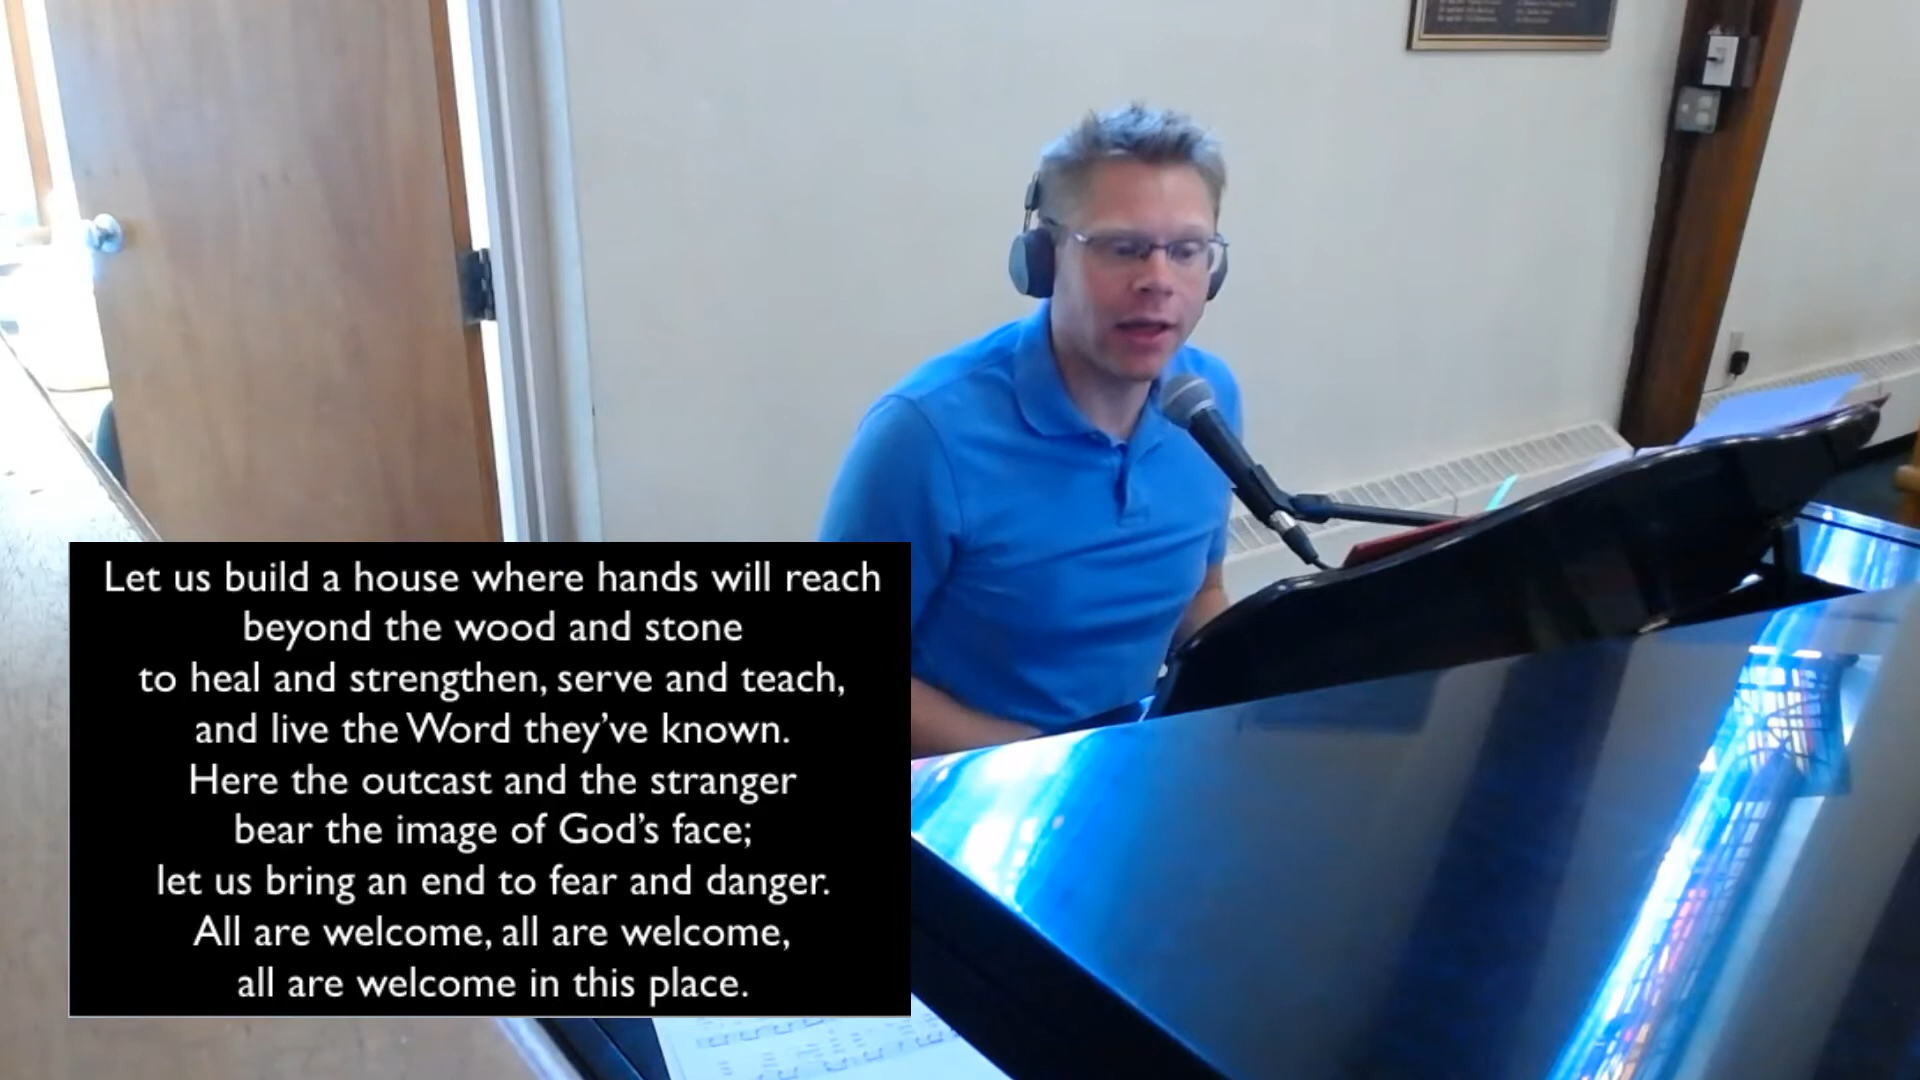 Let us build a house where hands will reach
beyond the wood and stone
to heal and strengthen, serve and teach,
and live the Word they’ve known.
Here the outcast and the stranger
bear the image of God’s face;
let us bring an end to fear and danger.
All are welcome, all are welcome,
all are welcome in this place.